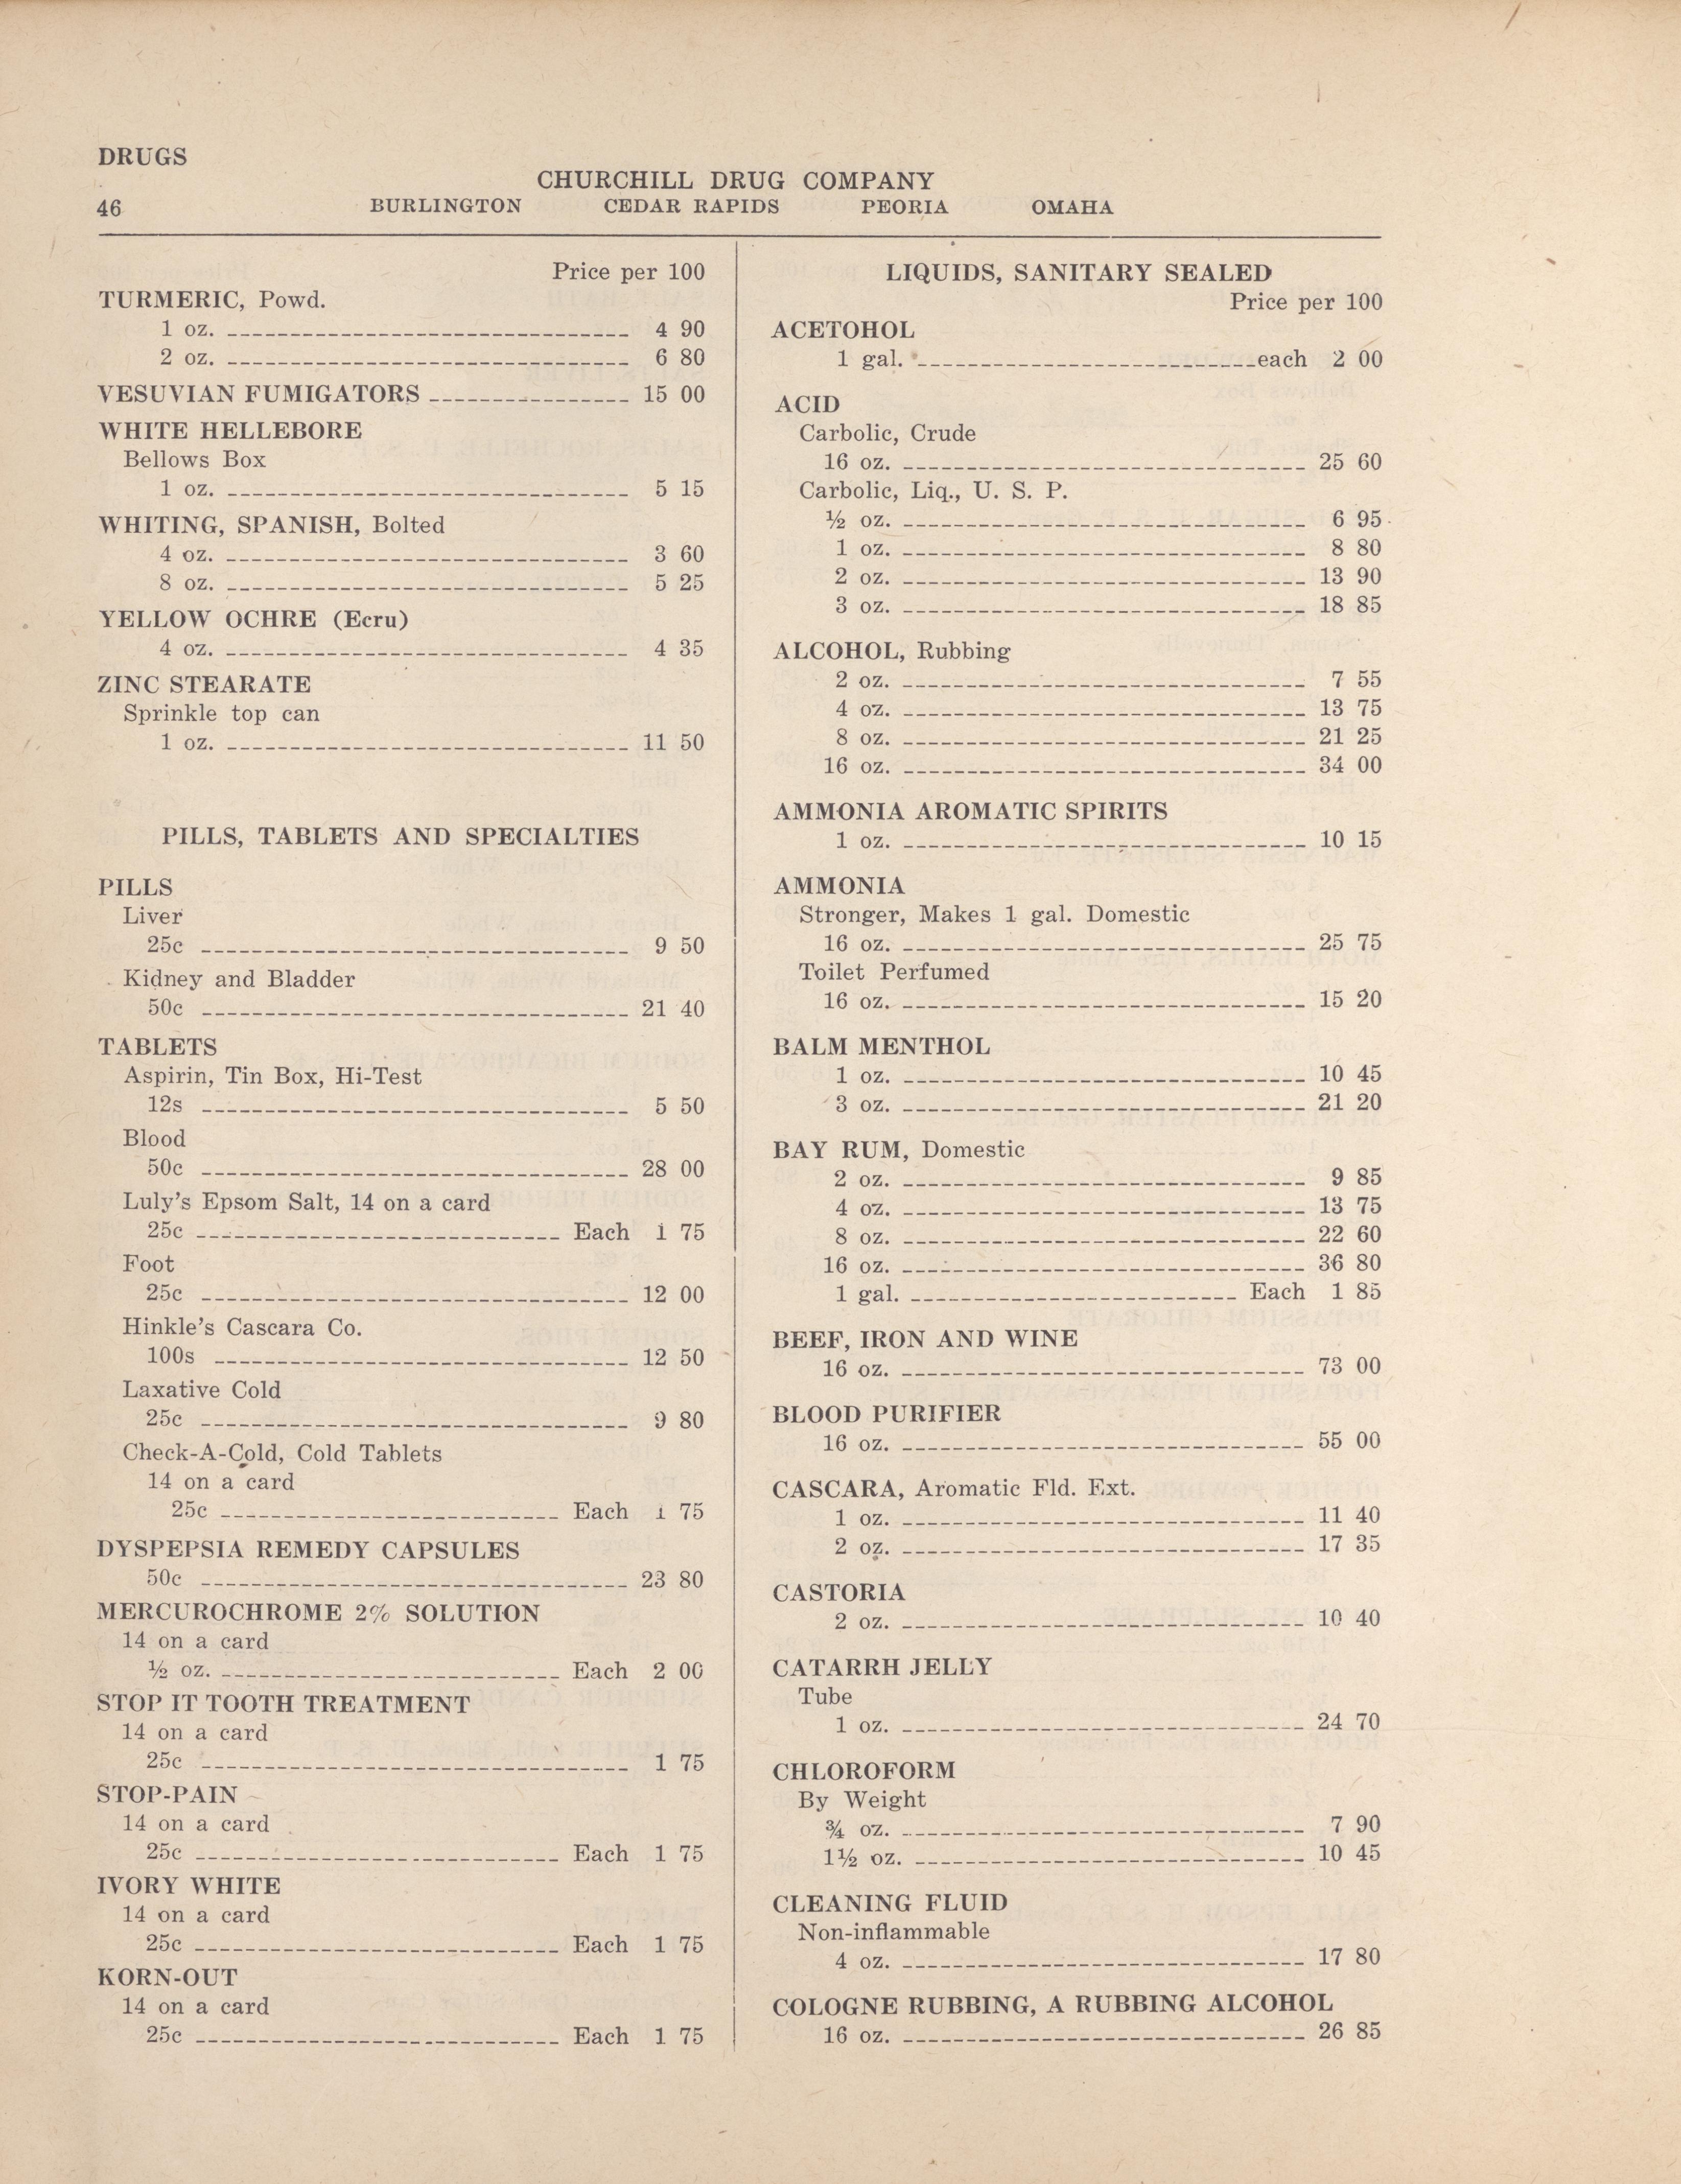 DRUGS
CHURCHILL DRUG COMPANY
46 BURLINGTON CEDAR RAPIDS PEORIA OMAHA
Price per 100
TURMERIC, Powd.
1 oz. 4 90
2 oz. 6 80
VESUVIAN FUMIGATORS 15 00
WHITE HELLEBORE
Bellows Box
1 oz. 5 15
WHITING, SPANISH, Bolted
4 oz. 3 60
8 oz. 5 25
YELLOW OCHRE (Ecru)
4 oz. 4 35
ZINC STEARATE
Sprinkle top can
1 oz. 11 50
PILLS, TABLETS AND SPECIALTIES
PILLS
Liver
25c 9 50
Kidney and Bladder
50c 21 40
TABLETS
Aspirin, Tin Box, Hi-Test
12s 5 50
Blood
50c 28 00
Luly's Epsom Salt, 14 on a card
25c Each 1 75
Foot
25c 12 00
Hinkle's Cascara Co.
100s 12 50
Laxative Cold
25c 9 80
Check-A-Cold, Cold Tablets
14 on a card
25c Each 1 75
DYSPEPSIA REMEDY CAPSULES
50c 23 80
MERCUROCHROME 2% SOLUTION
14 on a card
½ oz. Each 2 00
STOP IT TOOTH TREATMENT
14 on a card
25c 1 75
STOP-PAIN
14 on a card
25c Each 1 75
IVORY WHITE
14 on a card
25c Each 1 75
KORN-OUT
14 on a card
25c Each 1 75
LIQUIDS, SANITARY SEALED
Price per 100
ACETOHOL
1 gal. each 2 00
ACID
Carbolic, Crude
16 oz. 25 60
Carbolic, Liq., U. S. P.
½ oz. 6 95
1 oz. 8 80
2 oz. 13 90
3 oz. 18 85
ALCOHOL, Rubbing
2 oz. 7 55
4 oz. 13 75
8 oz. 21 25
16 oz. 34 00
AMMONIA AROMATIC SPIRITS
1 oz. 10 15
AMMONIA
Stronger, Makes 1 gal. Domestic
16 oz. 25 75
Toilet Perfumed
16 oz. 15 20
BALM MENTHOL
1 oz. 10 45
3 oz. 21 20
BAY RUM, Domestic
2 oz. 9 85
4 oz. 13 75
8 oz. 22 60
16 oz. 36 80
1 gal. Each 1 85
BEEF, IRON AND WINE
16 oz. 73 00
BLOOD PURIFIER
16 oz. 55 00
CASCARA, Aromatic Fld. Ext.
1 oz. 11 40
2 oz. 17 35
CASTORIA
2 oz. 10 40
CATARRH JELLY
Tube
1 oz. 24 70
CHLOROFORM
By Weight
¾ oz. 7 90
1½ oz. 10 45
CLEANING FLUID
Non-inflammable
4 oz. 17 80
COLOGNE RUBBING, A RUBBING ALCOHOL
16 oz. 26 85